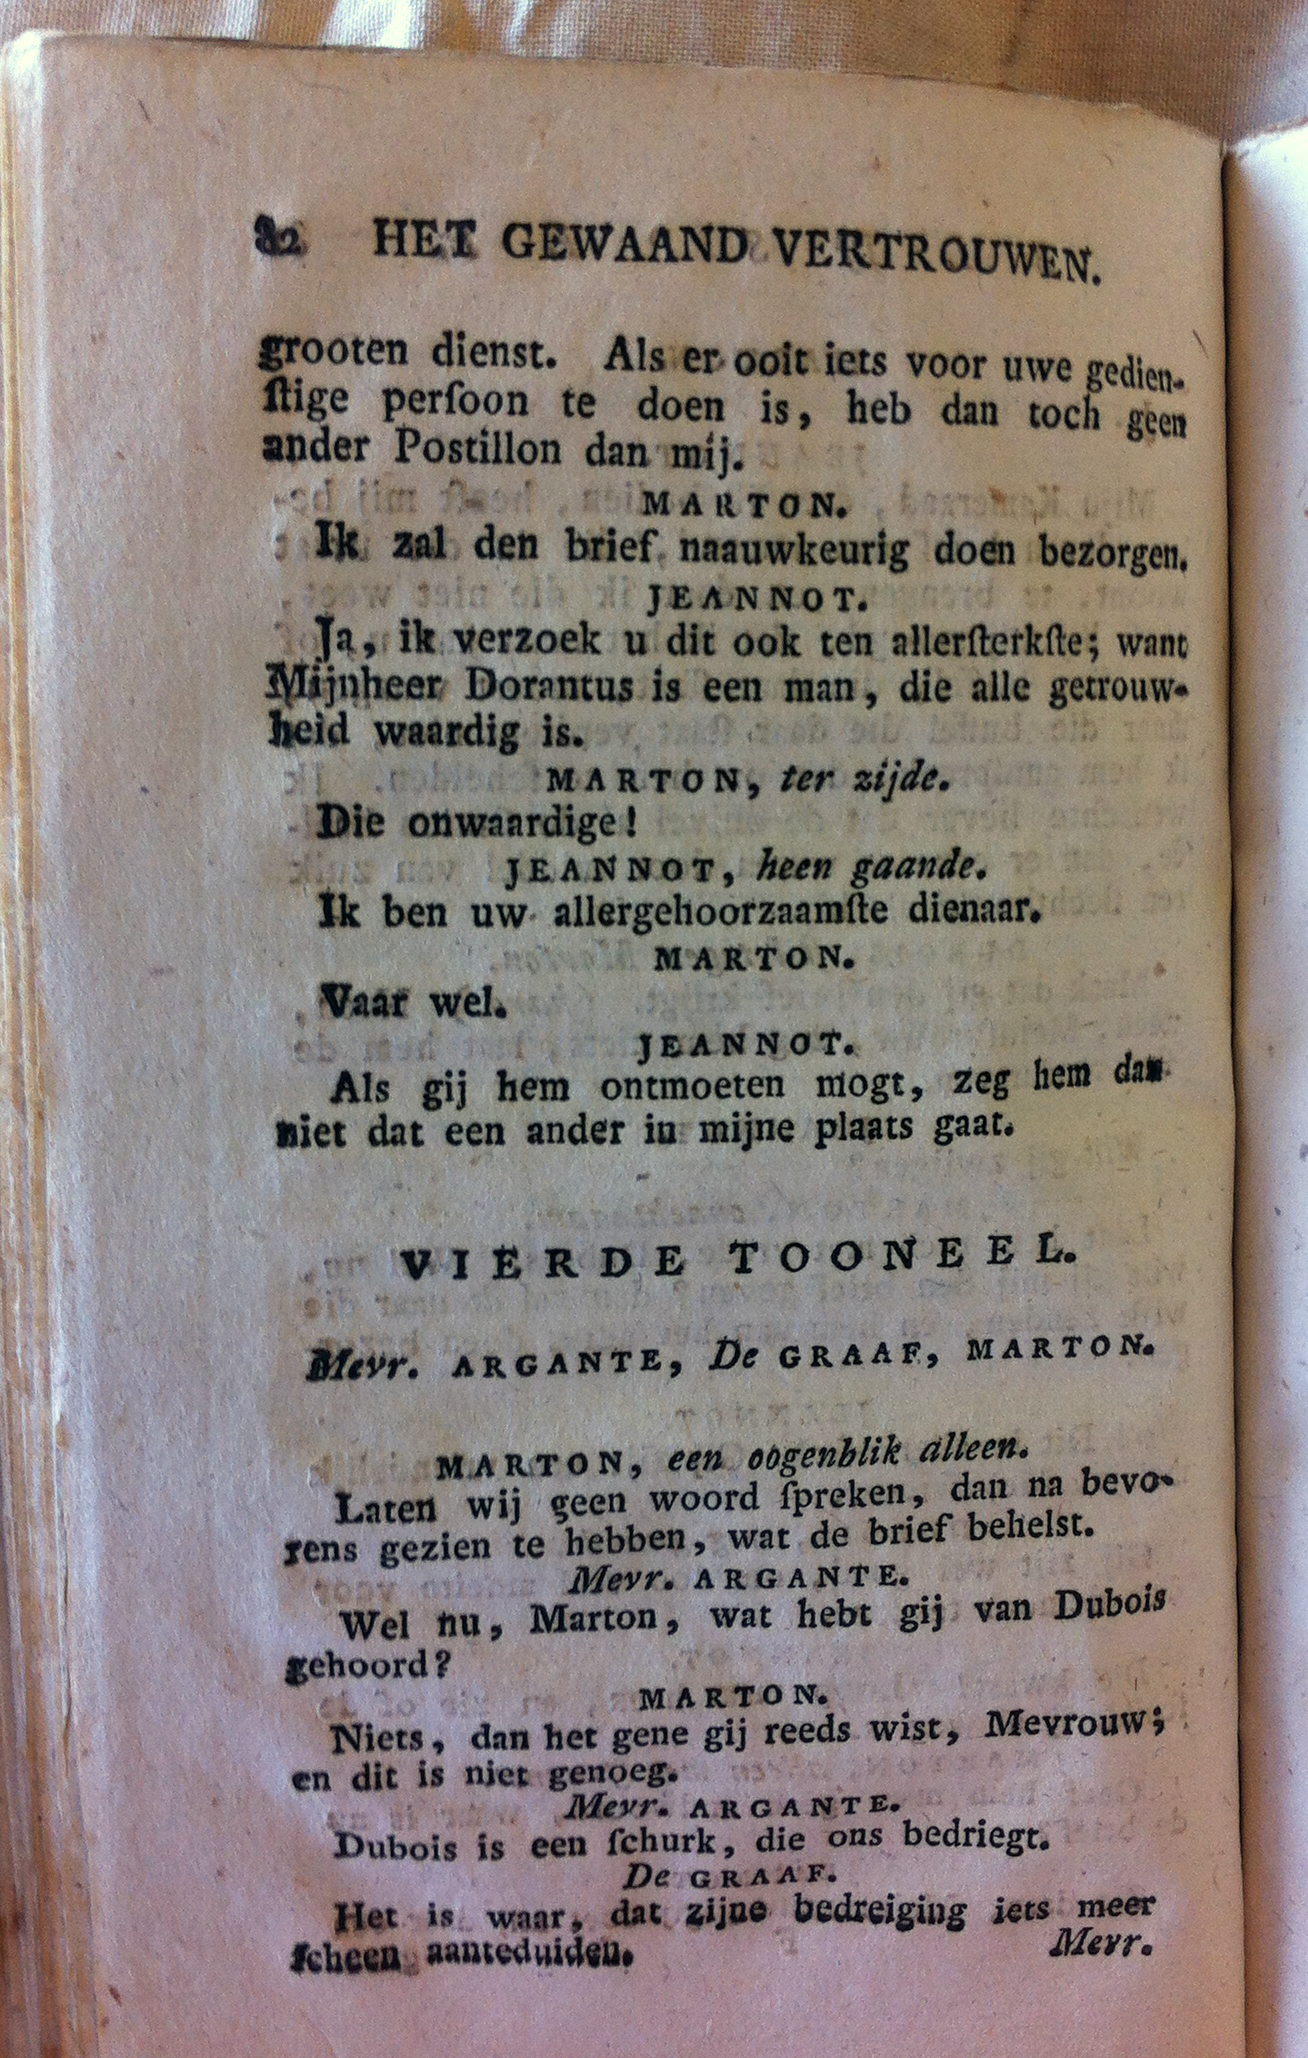 82 HET GEWAAND VERTROUWEN.
grooten dienst. Als er ooit iets voor uwe gedien-
ſtige perſoon te doen is, heb dan toch geen
ander Postillon dan mij.
MARTON.
Ik zal den brief naauwkeurig doen bezorgen.
JEANNOT.
Ja, ik verzoek u dit ook ten allerſterkſte; want
Mijnheer Dorantus is een man, die alle getrouw-
heid waardig is.
MARTON, ter zijde.
Die onwaardige!
JEANNOT, heen gaande.
Ik ben uw allergehoorzaamſte dienaar.
MARTON.
Vaar wel.
JEANNOT.
Als gij hem ontmoeten mogt, zeg hem dan
niet dat een ander in mijne plaats gaat.
VIERDE TOONEEL.
Mevr. ARGANTE, De GRAAF, MARTON.
MARTON, een oogenblik alleen.
Laten wij geen woord ſpreken, dan na bevo-
rens gezien te hebben, wat de brief behelst.
Mevr. ARGANTE.
Wel nu, Marton, wat hebt gij van Dubois
gehoord?
MARTON.
Niets, dan het gene gij reeds wist, Mevrouw;
en dit is niet genoeg.
Mevr. ARGANTE.
Dubois is een ſchurk, die ons bedriegt.
De GRAAF.
Het is waar, dat zijne bedreiging iets meer
ſcheen aanteduiden.
Mevr.